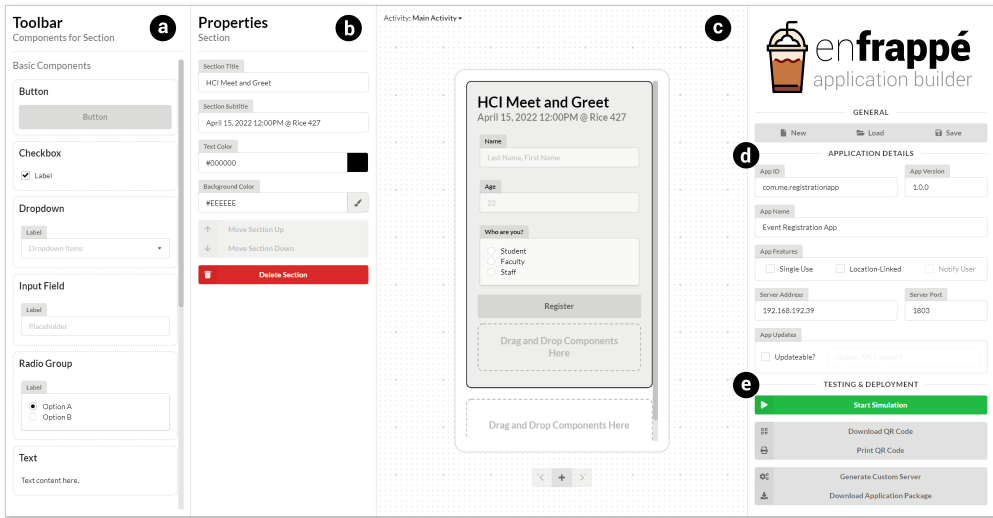 Toolbar
Components for Section
a
Basic Components
Button
Button
Checkbox
Label
Dropdown
Label
Dropdown Items
Input Field
Label
Placeholder
Radio Group
Label
Option A
Option B
Text
Text content here.
Properties
Section
b
Section Title
HCI Meet and Greet
Section Subtitle
April 15, 2022 12:00PM @ Rice 427
Text Color
#000000
Background Color
#EEEEEE
Move Section Up
Move Section Down
Delete Section
Activity: Main Activity
c
HCI Meet and Greet
April 15, 2022 12:00PM @ Rice 427
Name
Last Name, First Name
Age
22
Who are you?
Student
Faculty
Staff
Register
Drag and Drop Components
Here
Drag and Drop Components Here
enfrappé
application builder
GENERAL
New Load Save
d
APPLICATION DETAILS
App ID App Version
com.me.registrationapp 1.0.0
App Name
Event Registration App
App Features
Single Use Location-Linked Notify User
Server Address Server Port
192.168.192.39 1803
App Updates
Updateable?
e
TESTING & DEPLOYMENT
Start Simulation
Download QR Code
Print QR Code
Generate Custom Server
Download Application Package